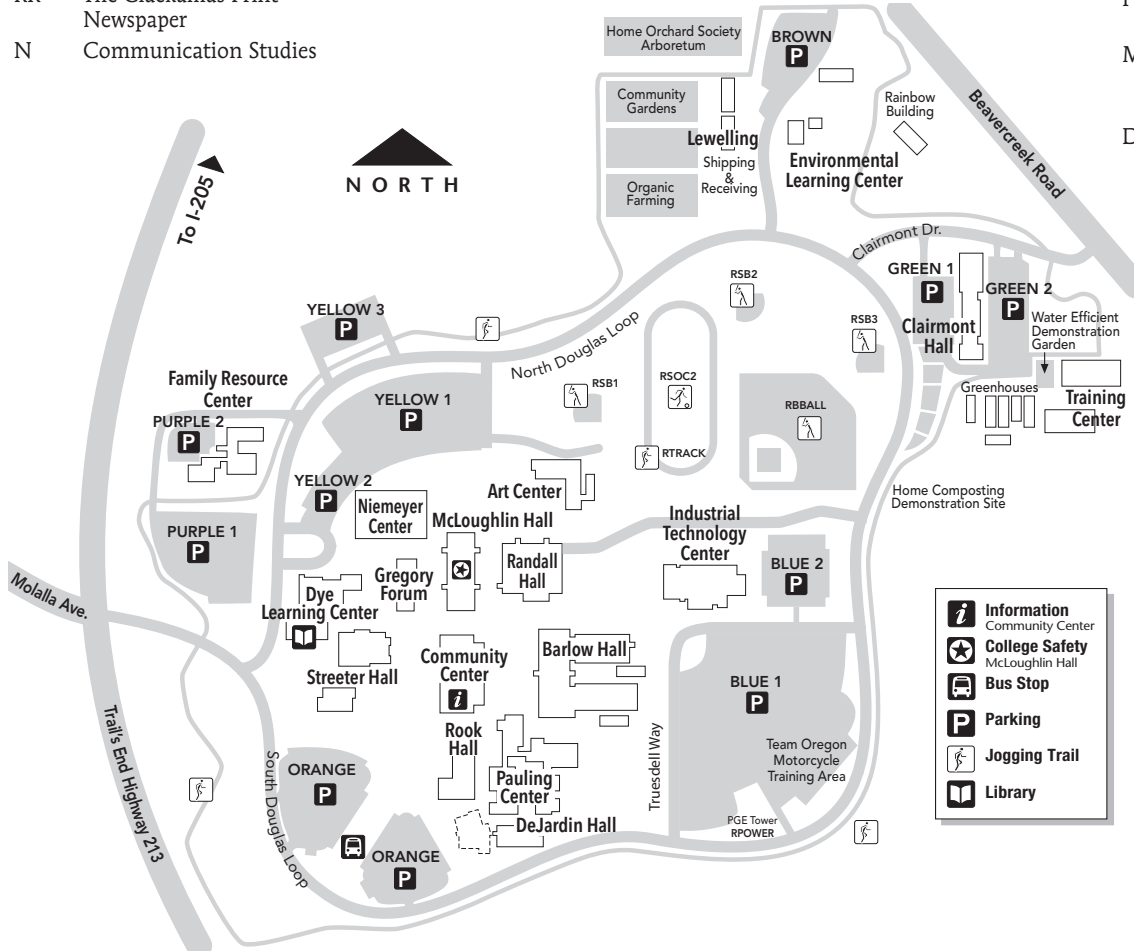 RR The Clackamas Print
Newspaper
N Communication Studies
M
D
NORTH
To I-205
Home Orchard Society
Arboretum
Community
Gardens
Organic
Farming
BROWN
P
Lewelling
Shipping
&
Receiving
Environmental
Learning Center
Rainbow
Building
Beavercreek Road
Clairmont Dr.
GREEN 1
P
GREEN 2
P
Clairmont
Hall
Water Efficient
Demonstration
Garden
Greenhouses
Training
Center
Home Composting
Demonstration Site
YELLOW 3
P
North Douglas Loop
RSB2
RSB3
RSB1
RSOC2
RBBALL
RTRACK
Family Resource
Center
PURPLE 2
P
YELLOW 1
P
YELLOW 2
P
PURPLE 1
P
Niemeyer
Center
Art Center
McLoughlin Hall
Randall
Hall
Gregory
Forum
Industrial
Technology
Center
BLUE 2
P
Molalla Ave.
Dye
Learning Center
Streeter Hall
Community
Center
i
Barlow Hall
BLUE 1
P
Team Oregon
Motorcycle
Training Area
Truesdell Way
PGE Tower
RPOWER
Rook
Hall
Pauling
Center
DeJardin Hall
ORANGE
P
ORANGE
P
South Douglas Loop
Trail's End Highway 213
i Information
Community Center
College Safety
McLoughlin Hall
Bus Stop
P Parking
Jogging Trail
Library